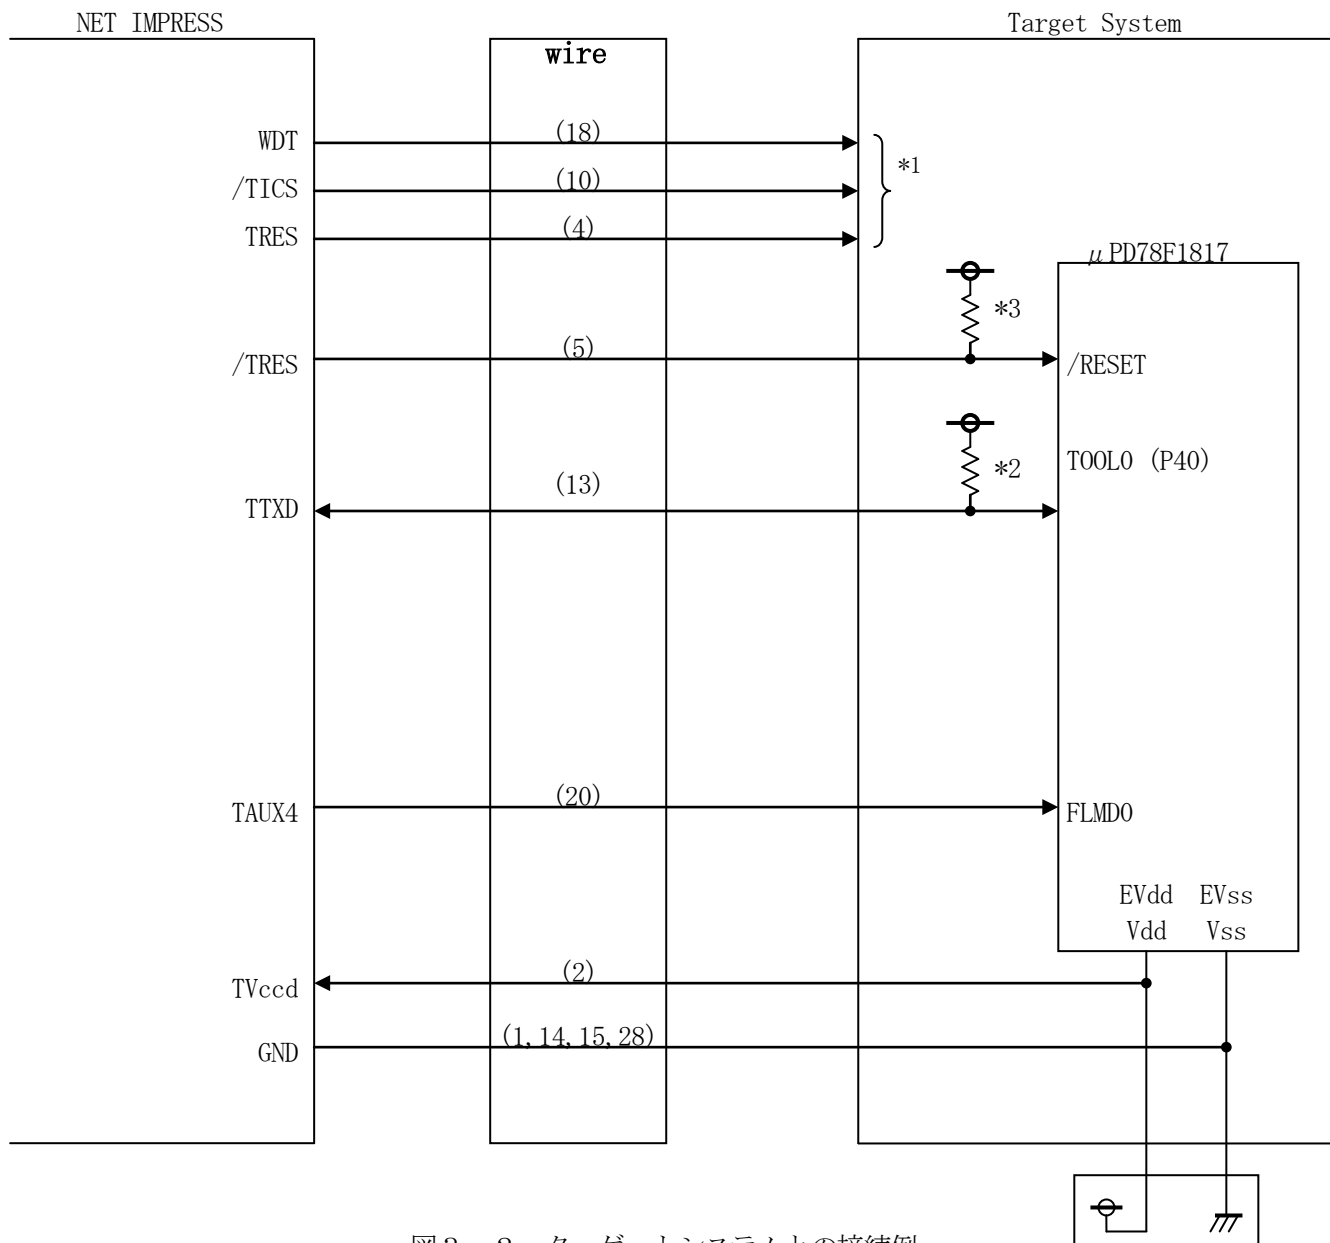 NET IMPRESS
Target System
wire
WDT
(18)
*1
/TICS
(10)
TRES
(4)
μPD78F1817
*3
/TRES
(5)
/RESET
*2
TOOL0 (P40)
TTXD
(13)
TAUX4
(20)
FLMD0
EVdd EVss
Vdd Vss
TVccd
(2)
GND
(1,14,15,28)